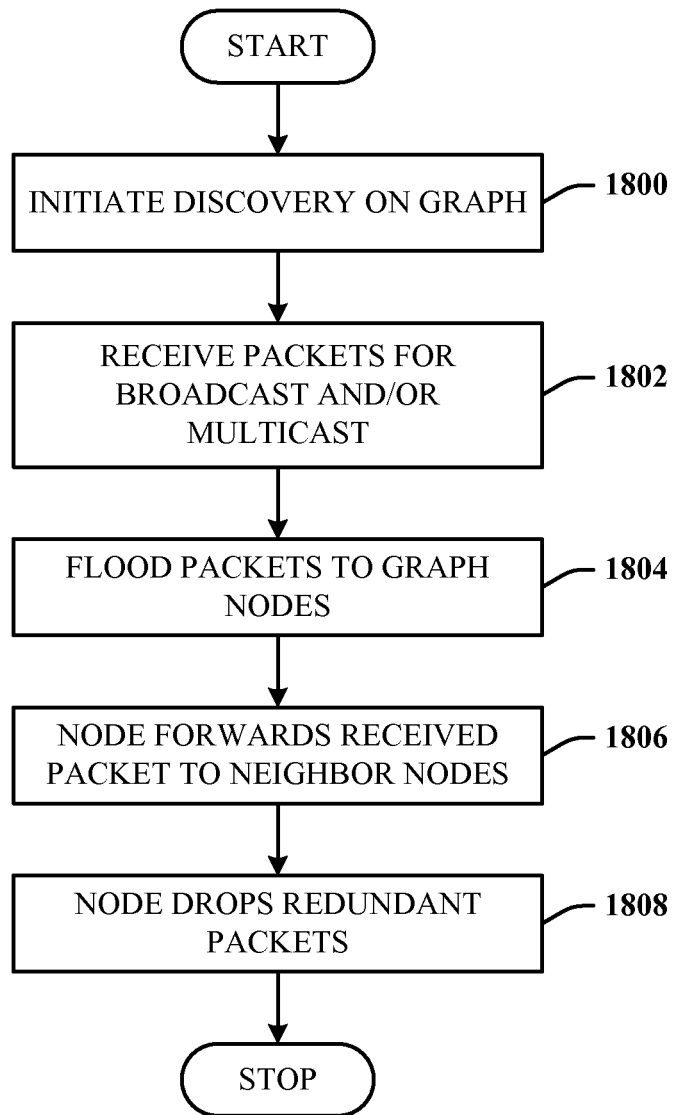 START
INITIATE DISCOVERY ON GRAPH
1800
RECEIVE PACKETS FOR
BROADCAST AND/OR
MULTICAST
1802
FLOOD PACKETS TO GRAPH
NODES
1804
NODE FORWARDS RECEIVED
PACKET TO NEIGHBOR NODES
1806
NODE DROPS REDUNDANT
PACKETS
1808
STOP